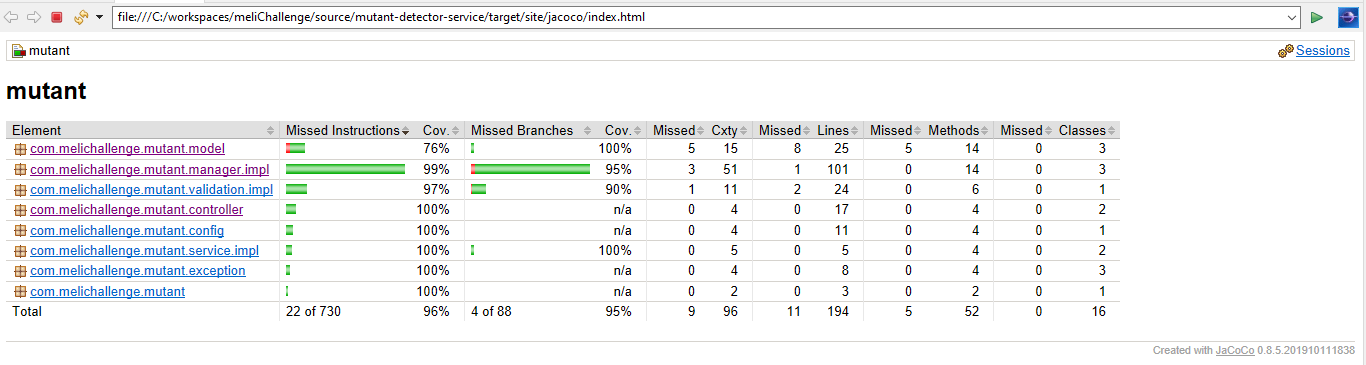 file:///C:/workspaces/meliChallenge/source/mutant-detector-service/target/site/jacoco/index.html
mutant Sessions
mutant
Element Missed Instructions Cov. Missed Branches Cov. Missed Cxty Missed Lines Missed Methods Missed Classes
com.melichallenge.mutant.model 76% 100% 5 15 8 25 5 14 0 3
com.melichallenge.mutant.manager.impl 99% 95% 3 51 1 101 0 14 0 3
com.melichallenge.mutant.validation.impl 97% 90% 1 11 2 24 0 6 0 1
com.melichallenge.mutant.controller 100% n/a 0 4 0 17 0 4 0 2
com.melichallenge.mutant.config 100% n/a 0 4 0 11 0 4 0 1
com.melichallenge.mutant.service.impl 100% 100% 0 5 0 5 0 4 0 2
com.melichallenge.mutant.exception 100% n/a 0 4 0 8 0 4 0 3
com.melichallenge.mutant 100% n/a 0 2 0 3 0 2 0 1
Total 22 of 730 96% 4 of 88 95% 9 96 11 194 5 52 0 16
Created with JaCoCo 0.8.5.201910111838